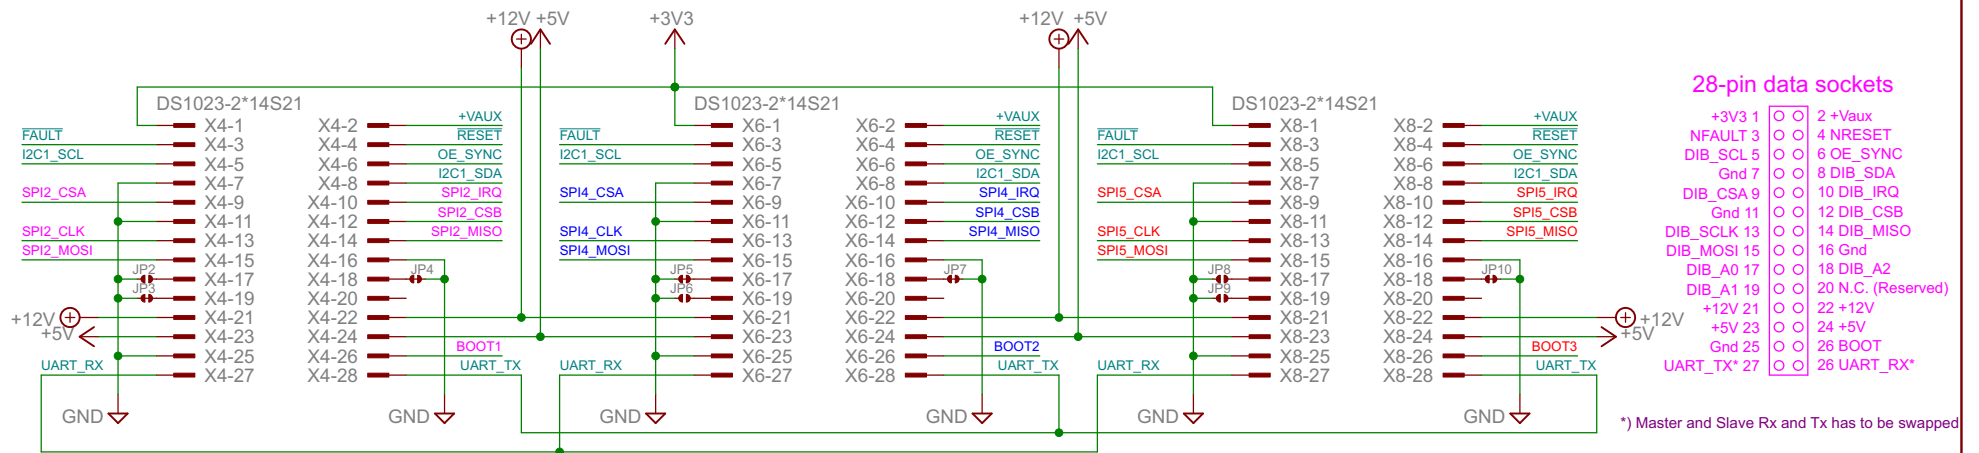 +12V +5V
+3V3
+12V +5V
28-pin data sockets
DS1023-2*14S21
DS1023-2*14S21
DS1023-2*14S21
X4-1 X4-2 +VAUX
FAULT X4-3 X4-4 RESET
I2C1_SCL X4-5 X4-6 OE_SYNC
X4-7 X4-8 I2C1_SDA
SPI2_CSA X4-9 X4-10 SPI2_IRQ
X4-11 X4-12 SPI2_CSB
SPI2_CLK X4-13 X4-14 SPI2_MISO
SPI2_MOSI X4-15 X4-16
JP2 X4-17 X4-18 JP4
JP3 X4-19 X4-20
+12V X4-21 X4-22
+5V X4-23 X4-24
X4-25 X4-26 BOOT1
UART_RX X4-27 X4-28 UART_TX
GND GND
X6-1 X6-2 +VAUX
FAULT X6-3 X6-4 RESET
I2C1_SCL X6-5 X6-6 OE_SYNC
X6-7 X6-8 I2C1_SDA
SPI4_CSA X6-9 X6-10 SPI4_IRQ
X6-11 X6-12 SPI4_CSB
SPI4_CLK X6-13 X6-14 SPI4_MISO
SPI4_MOSI X6-15 X6-16
JP5 X6-17 X6-18 JP7
JP6 X6-19 X6-20
X6-21 X6-22
X6-23 X6-24
X6-25 X6-26 BOOT2
UART_RX X6-27 X6-28 UART_TX
GND GND
X8-1 X8-2 +VAUX
FAULT X8-3 X8-4 RESET
I2C1_SCL X8-5 X8-6 OE_SYNC
X8-7 X8-8 I2C1_SDA
SPI5_CSA X8-9 X8-10 SPI5_IRQ
X8-11 X8-12 SPI5_CSB
SPI5_CLK X8-13 X8-14 SPI5_MISO
SPI5_MOSI X8-15 X8-16
JP8 X8-17 X8-18 JP10
JP9 X8-19 X8-20
X8-21 X8-22 +12V
X8-23 X8-24 +5V
X8-25 X8-26 BOOT3
UART_RX X8-27 X8-28 UART_TX
GND GND
+3V3 1 2 +Vaux
NFAULT 3 4 NRESET
DIB_SCL 5 6 OE_SYNC
Gnd 7 8 DIB_SDA
DIB_CSA 9 10 DIB_IRQ
Gnd 11 12 DIB_CSB
DIB_SCLK 13 14 DIB_MISO
DIB_MOSI 15 16 Gnd
DIB_A0 17 18 DIB_A2
DIB_A1 19 20 N.C. (Reserved)
+12V 21 22 +12V
+5V 23 24 +5V
Gnd 25 26 BOOT
UART_TX* 27 26 UART_RX*
*) Master and Slave Rx and Tx has to be swapped